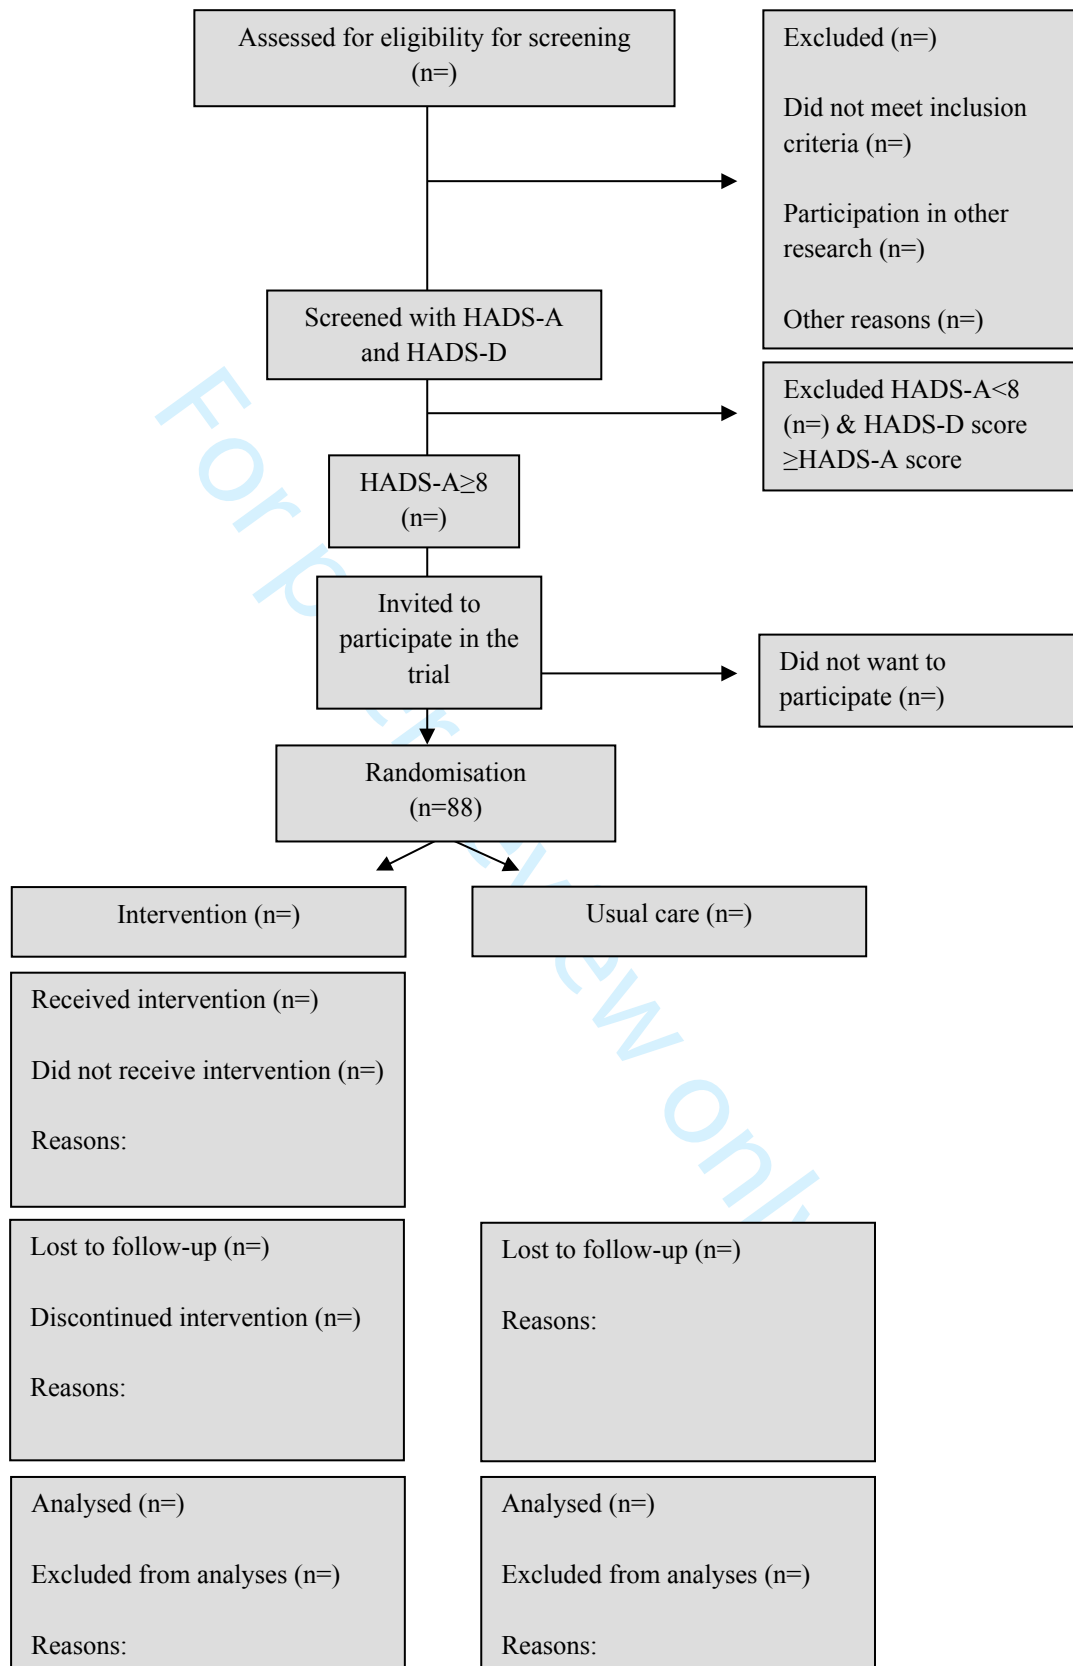 Assessed for eligibility for screening
(n=)
Excluded (n=)
Did not meet inclusion
criteria (n=)
Participation in other
research (n=)
Other reasons (n=)
Screened with HADS-A
and HADS-D
Excluded HADS-A<8
(n=) & HADS-D score
≥HADS-A score
HADS-A≥8
(n=)
Invited to
participate in the
trial
Did not want to
participate (n=)
Randomisation
(n=88)
Intervention (n=)
Usual care (n=)
Received intervention (n=)
Did not receive intervention (n=)
Reasons:
Lost to follow-up (n=)
Discontinued intervention (n=)
Reasons:
Lost to follow-up (n=)
Reasons:
Analysed (n=)
Excluded from analyses (n=)
Reasons:
Analysed (n=)
Excluded from analyses (n=)
Reasons:
For peer review only